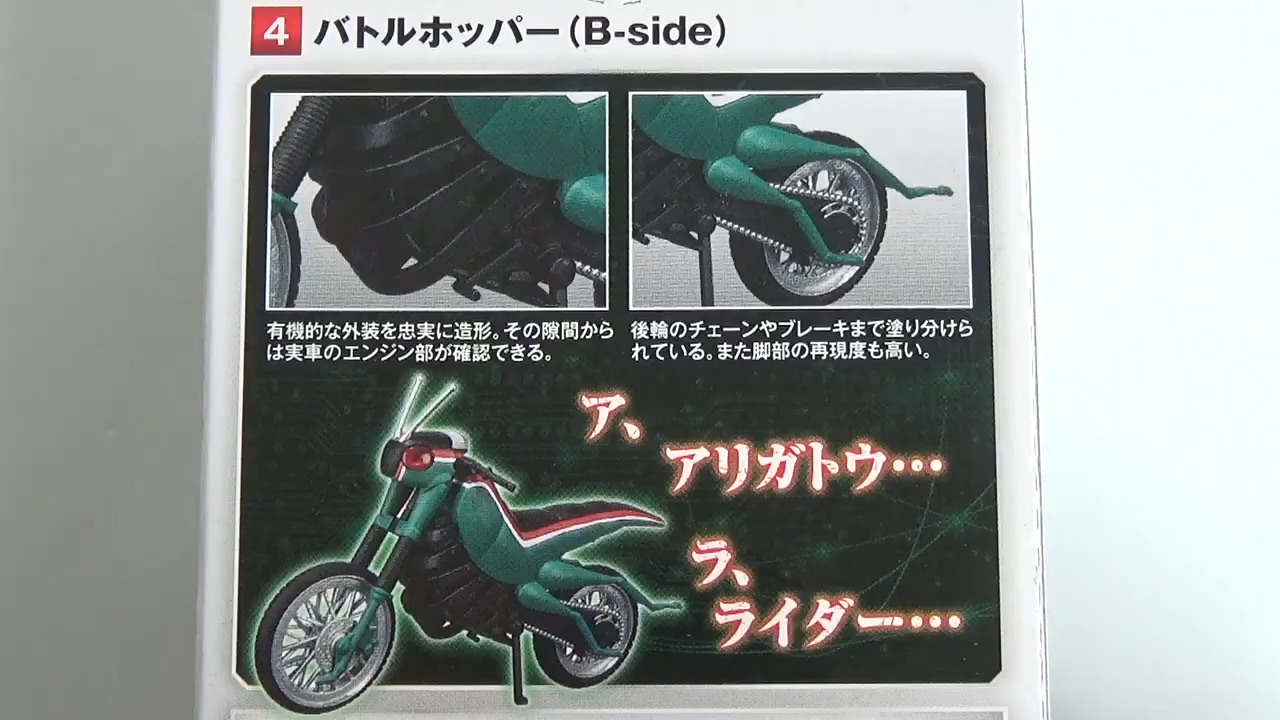 4 バトルホッパー(B-side)
有機的な外装を忠実に造形。その隙間から
は実車のエンジン部が確認できる。
後輪のチェーンやブレーキまで塗り分けら
れている。また脚部の再現度も高い。
ア、
アリガトウ…
ラ、
ライダー…